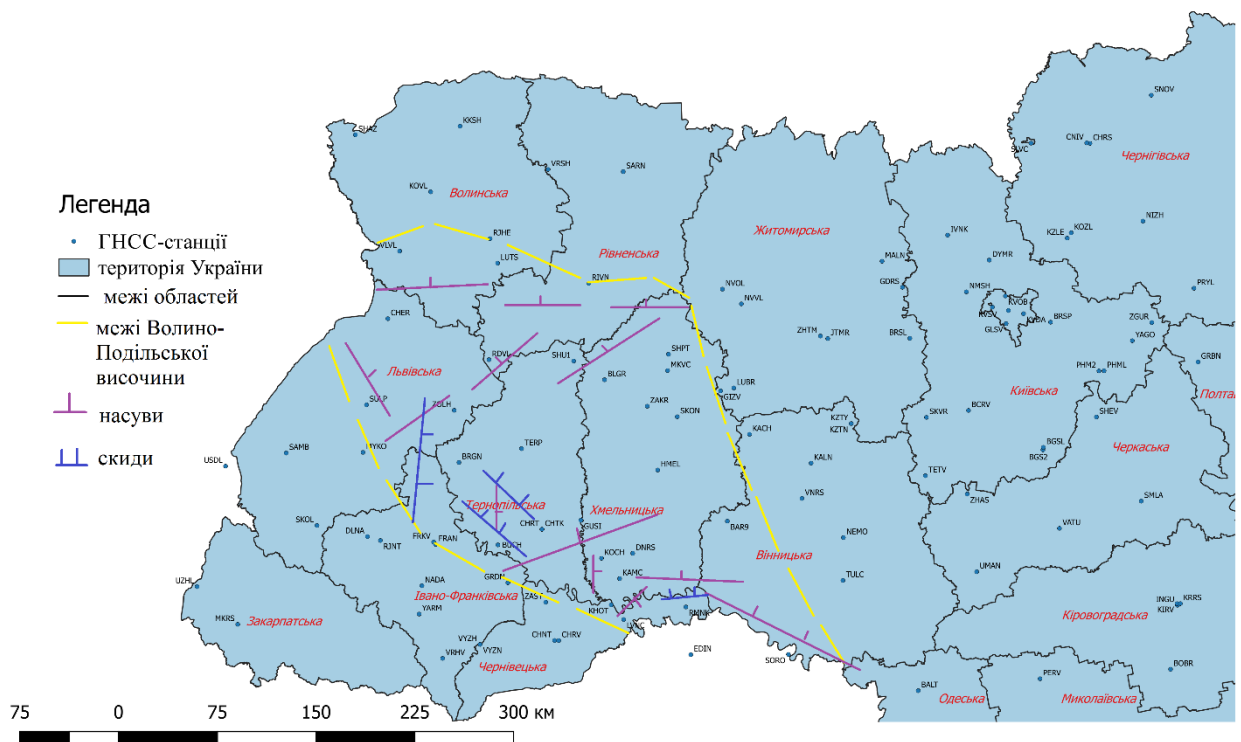 SNOV
KKSH
SHAZ
CNIV
CHRS
SLVC
Чернігівська
VRSH
SARN
KOVL
Волинська
Легенда
ГНСС-станції
територія України
межі областей
межі Волино-
Подільської
височини
насуви
скиди
NIZH
Житомирська
RJHE
IVNK
KOZL
KZLE
VLVL
Рівненська
LUTS
MALN
DYMR
RIVN
NVOL
GDRS
NMSH
PRYL
NVVL
RVOB
CHER
KYDA
BRSP
ZGUR
GLSV
ZHTM
JTMR
BRSL
YAGO
RDVL
SHU1
SHPT
MKVC
GRBN
Львівська
BLGR
PHM2
PHML
LUBR
Київська
GIZV
Полта
SULP
ZAKR
SKON
SKVR
BCRV
SHEV
KZTY
KZTN
KACH
TERP
MYKO
SAMB
BGSL
BGS2
Черкаська
USDL
BRGN
HMEL
KALN
TETV
Тернопільська
VNRS
ZHAS
SMLA
Хмельницька
SKOL
CHRT
CHTK
GUSI
BAR9
VATU
DLNA
RJNT
FRKV
FRAN
BUCH
NEMO
KOCH
DNRS
Вінницька
UMAN
UZHL
NADA
KAMC
TULC
Івано-Франківська
ZAST
KHOT
RMNK
INGU
KRRS
KIRV
MKRS
Закарпатська
YARM
Кіровоградська
VYZH
VYZN
CHNT
CHRV
VRHV
Чернівецька
EDIN
SORO
BOBR
PERV
BALT
Одеська
Миколаївська
75 0 75 150 225 300 км